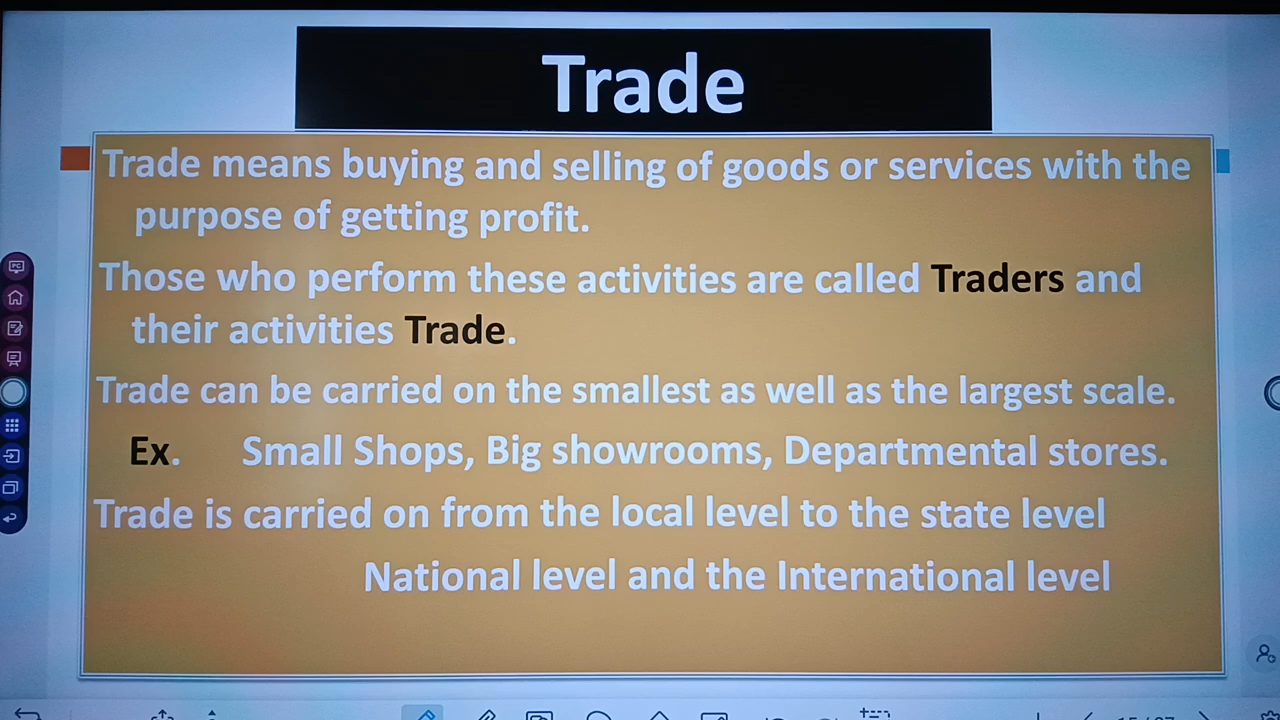 Trade
Trade means buying and selling of goods or services with the
purpose of getting profit.
Those who perform these activities are called Traders and
their activities Trade.
Trade can be carried on the smallest as well as the largest scale.
Ex. Small Shops, Big showrooms, Departmental stores.
Trade is carried on from the local level to the state level
National level and the International level